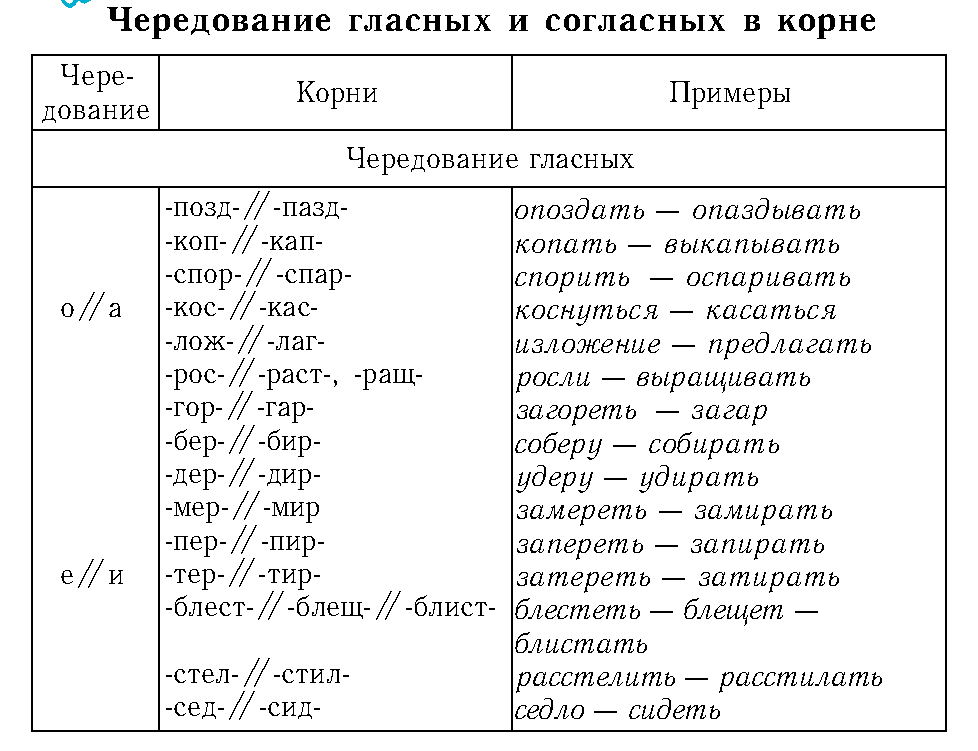 Чередование гласных и согласных в корне
Чере-
дование
Корни
Примеры
Чередование гласных
о//а
-позд-//-пазд-
опоздать — опаздывать
-коп-//-кап-
копать — выкапывать
-спор-//-спар-
спорить — оспаривать
-кос-//-кас-
коснуться — касаться
-лож-//-лаг-
изложение — предлагать
-рос-//-раст-, -ращ-
росли — выращивать
-гор-//-гар-
загореть — загар
е//и
-бер-//-бир-
соберу — собирать
-дер-//-дир-
удеру — удирать
-мер-//-мир
замереть — замирать
-пер-//-пир-
запереть — запирать
-тер-//-тир-
затереть — затирать
-блест-//-блещ-//-блист-
блестеть — блещет —
блистать
-стел-//-стил-
расстелить — расстилать
-сед-//-сид-
седло — сидеть